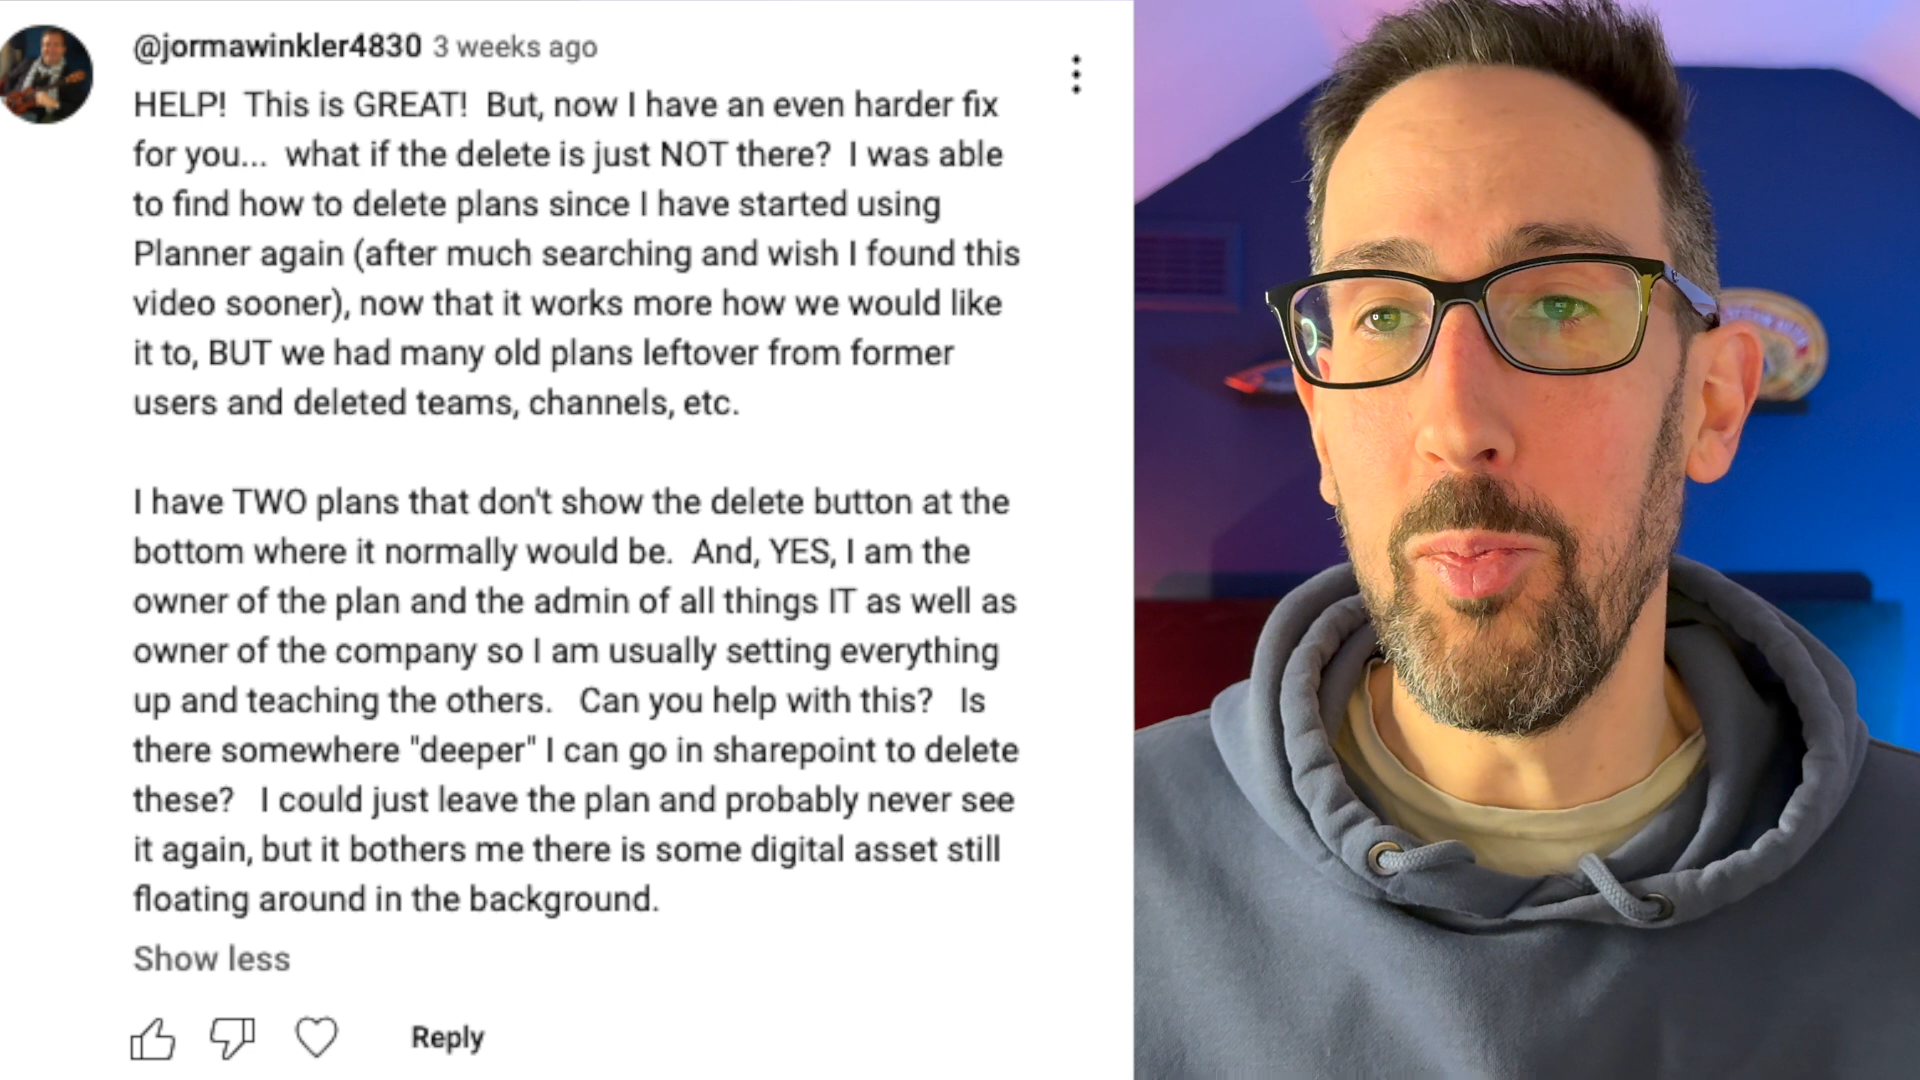 @jormawinkler4830 3 weeks ago
HELP!  This is GREAT!  But, now I have an even harder fix
for you...  what if the delete is just NOT there?  I was able
to find how to delete plans since I have started using
Planner again (after much searching and wish I found this
video sooner), now that it works more how we would like
it to, BUT we had many old plans leftover from former
users and deleted teams, channels, etc.
I have TWO plans that don't show the delete button at the
bottom where it normally would be.  And, YES, I am the
owner of the plan and the admin of all things IT as well as
owner of the company so I am usually setting everything
up and teaching the others.   Can you help with this?   Is
there somewhere "deeper" I can go in sharepoint to delete
these?   I could just leave the plan and probably never see
it again, but it bothers me there is some digital asset still
floating around in the background.
Show less
Reply